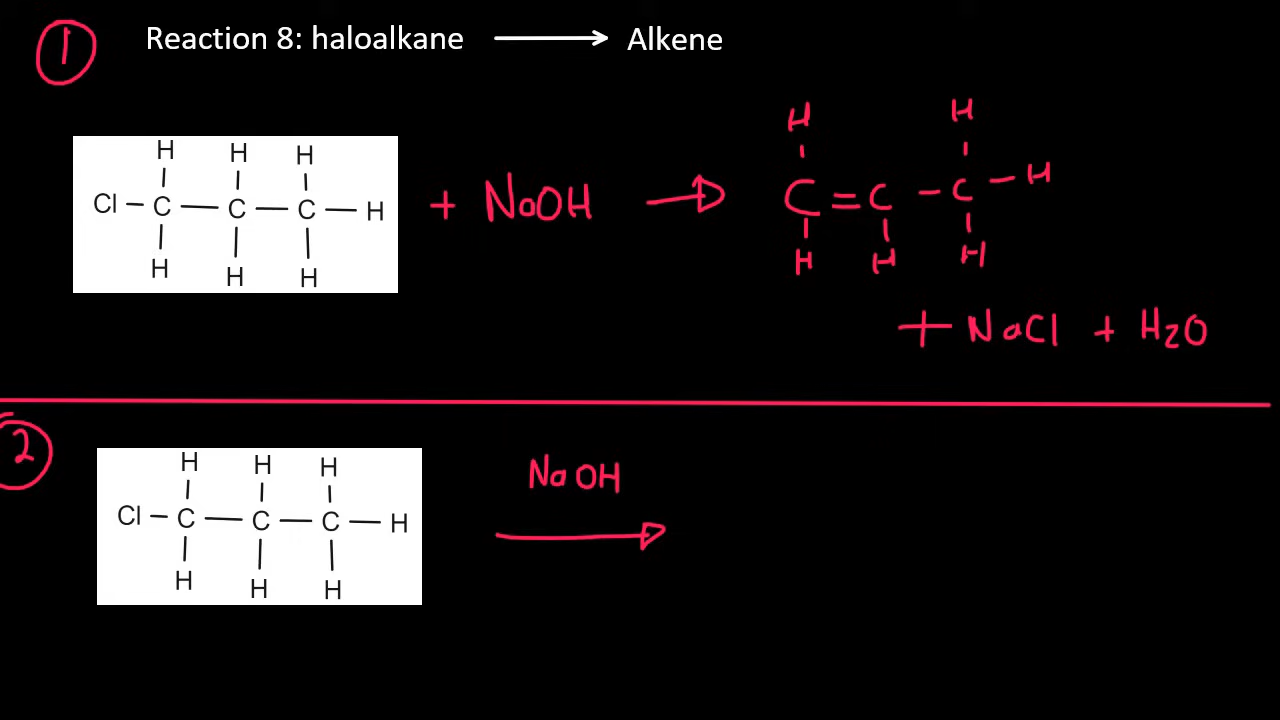 1 Reaction 8: haloalkane Alkene
H H H H H
Cl C C C H + NaOH C = C - C - H
H H H H H H
+ NaCl + H2O
2
H H H NaOH
Cl C C C H
H H H